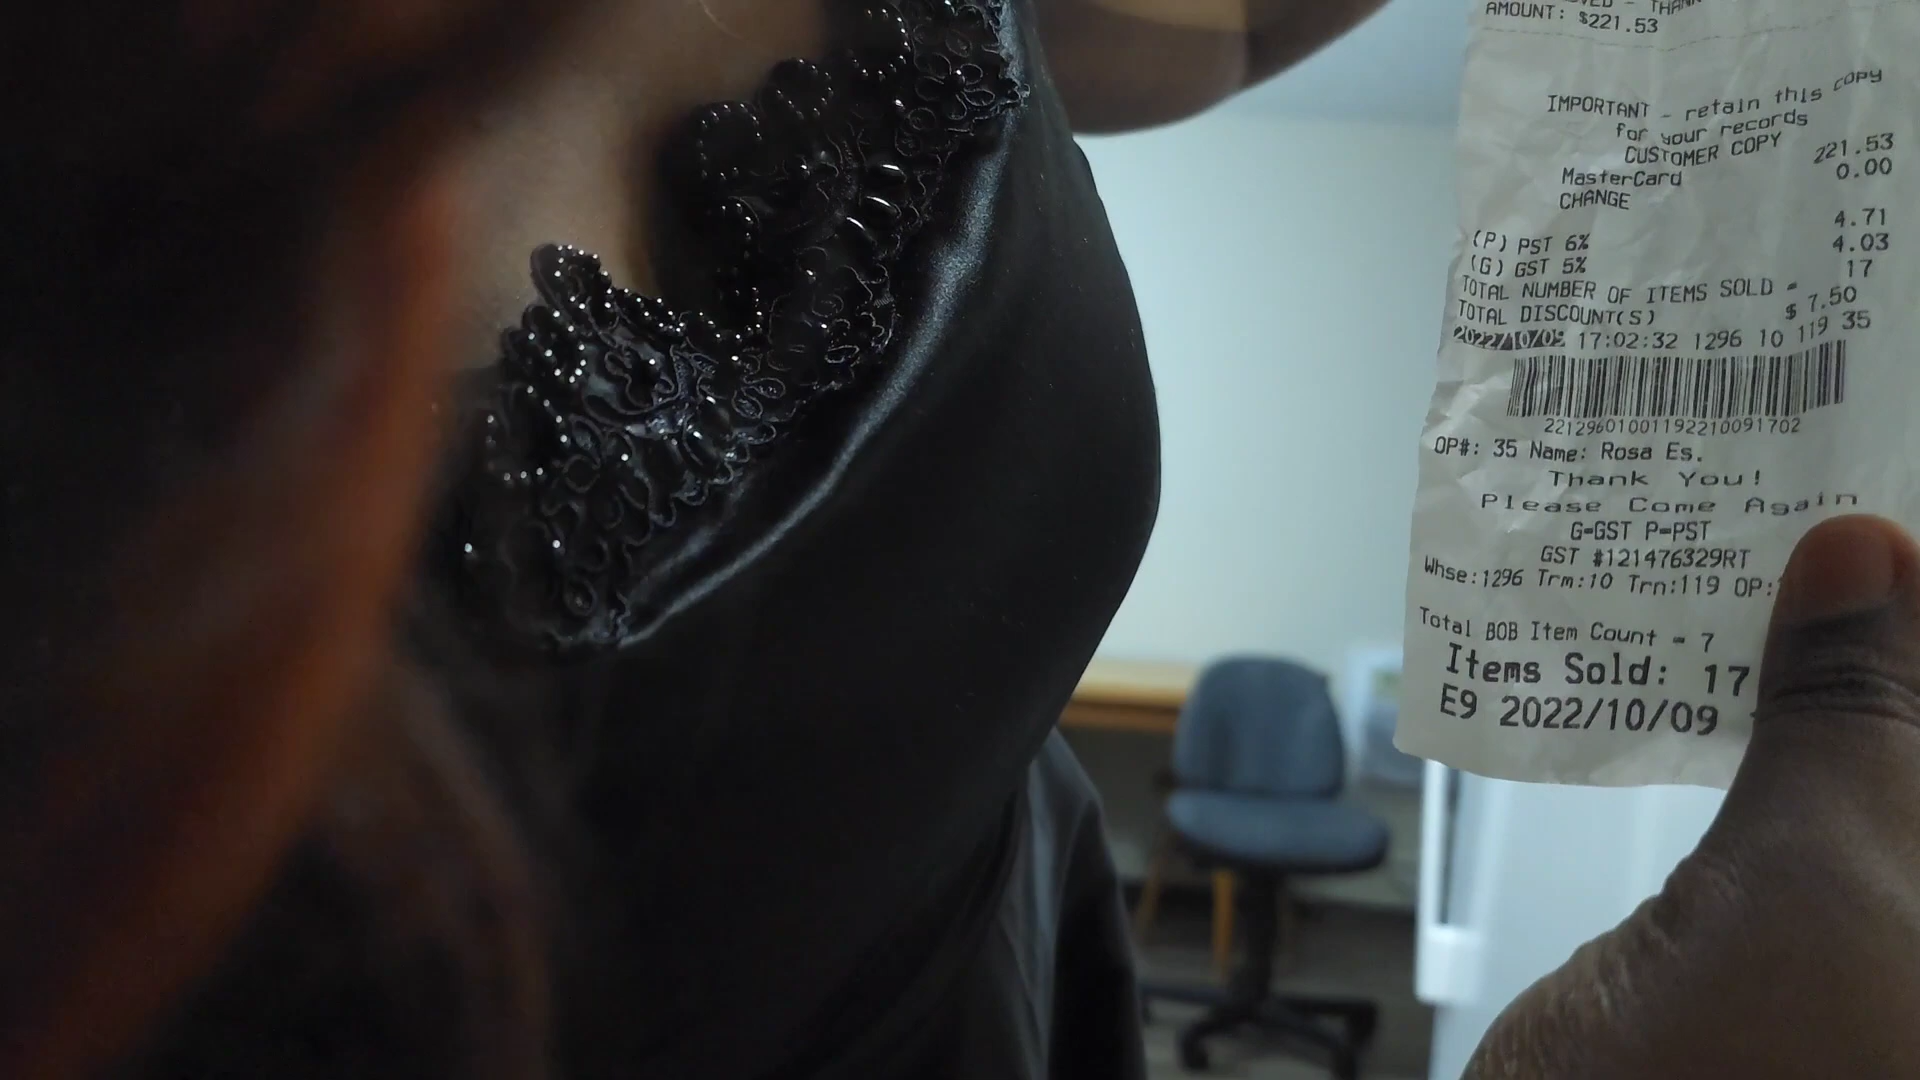 AMOUNT: $221.53
IMPORTANT - retain this copy
for your records
CUSTOMER COPY
MasterCard 221.53
CHANGE 0.00
(P) PST 6% 4.71
(G) GST 5% 4.03
TOTAL NUMBER OF ITEMS SOLD = 17
TOTAL DISCOUNT(S) $ 7.50
2022/10/09 17:02:32 1296 10 119 35
22129601001192210091702
OP#: 35 Name: Rosa Es.
Thank You!
Please Come Again
G=GST P=PST
GST #121476329RT
Whse:1296 Trm:10 Trn:119 OP:
Total BOB Item Count = 7
Items Sold: 17
E9 2022/10/09